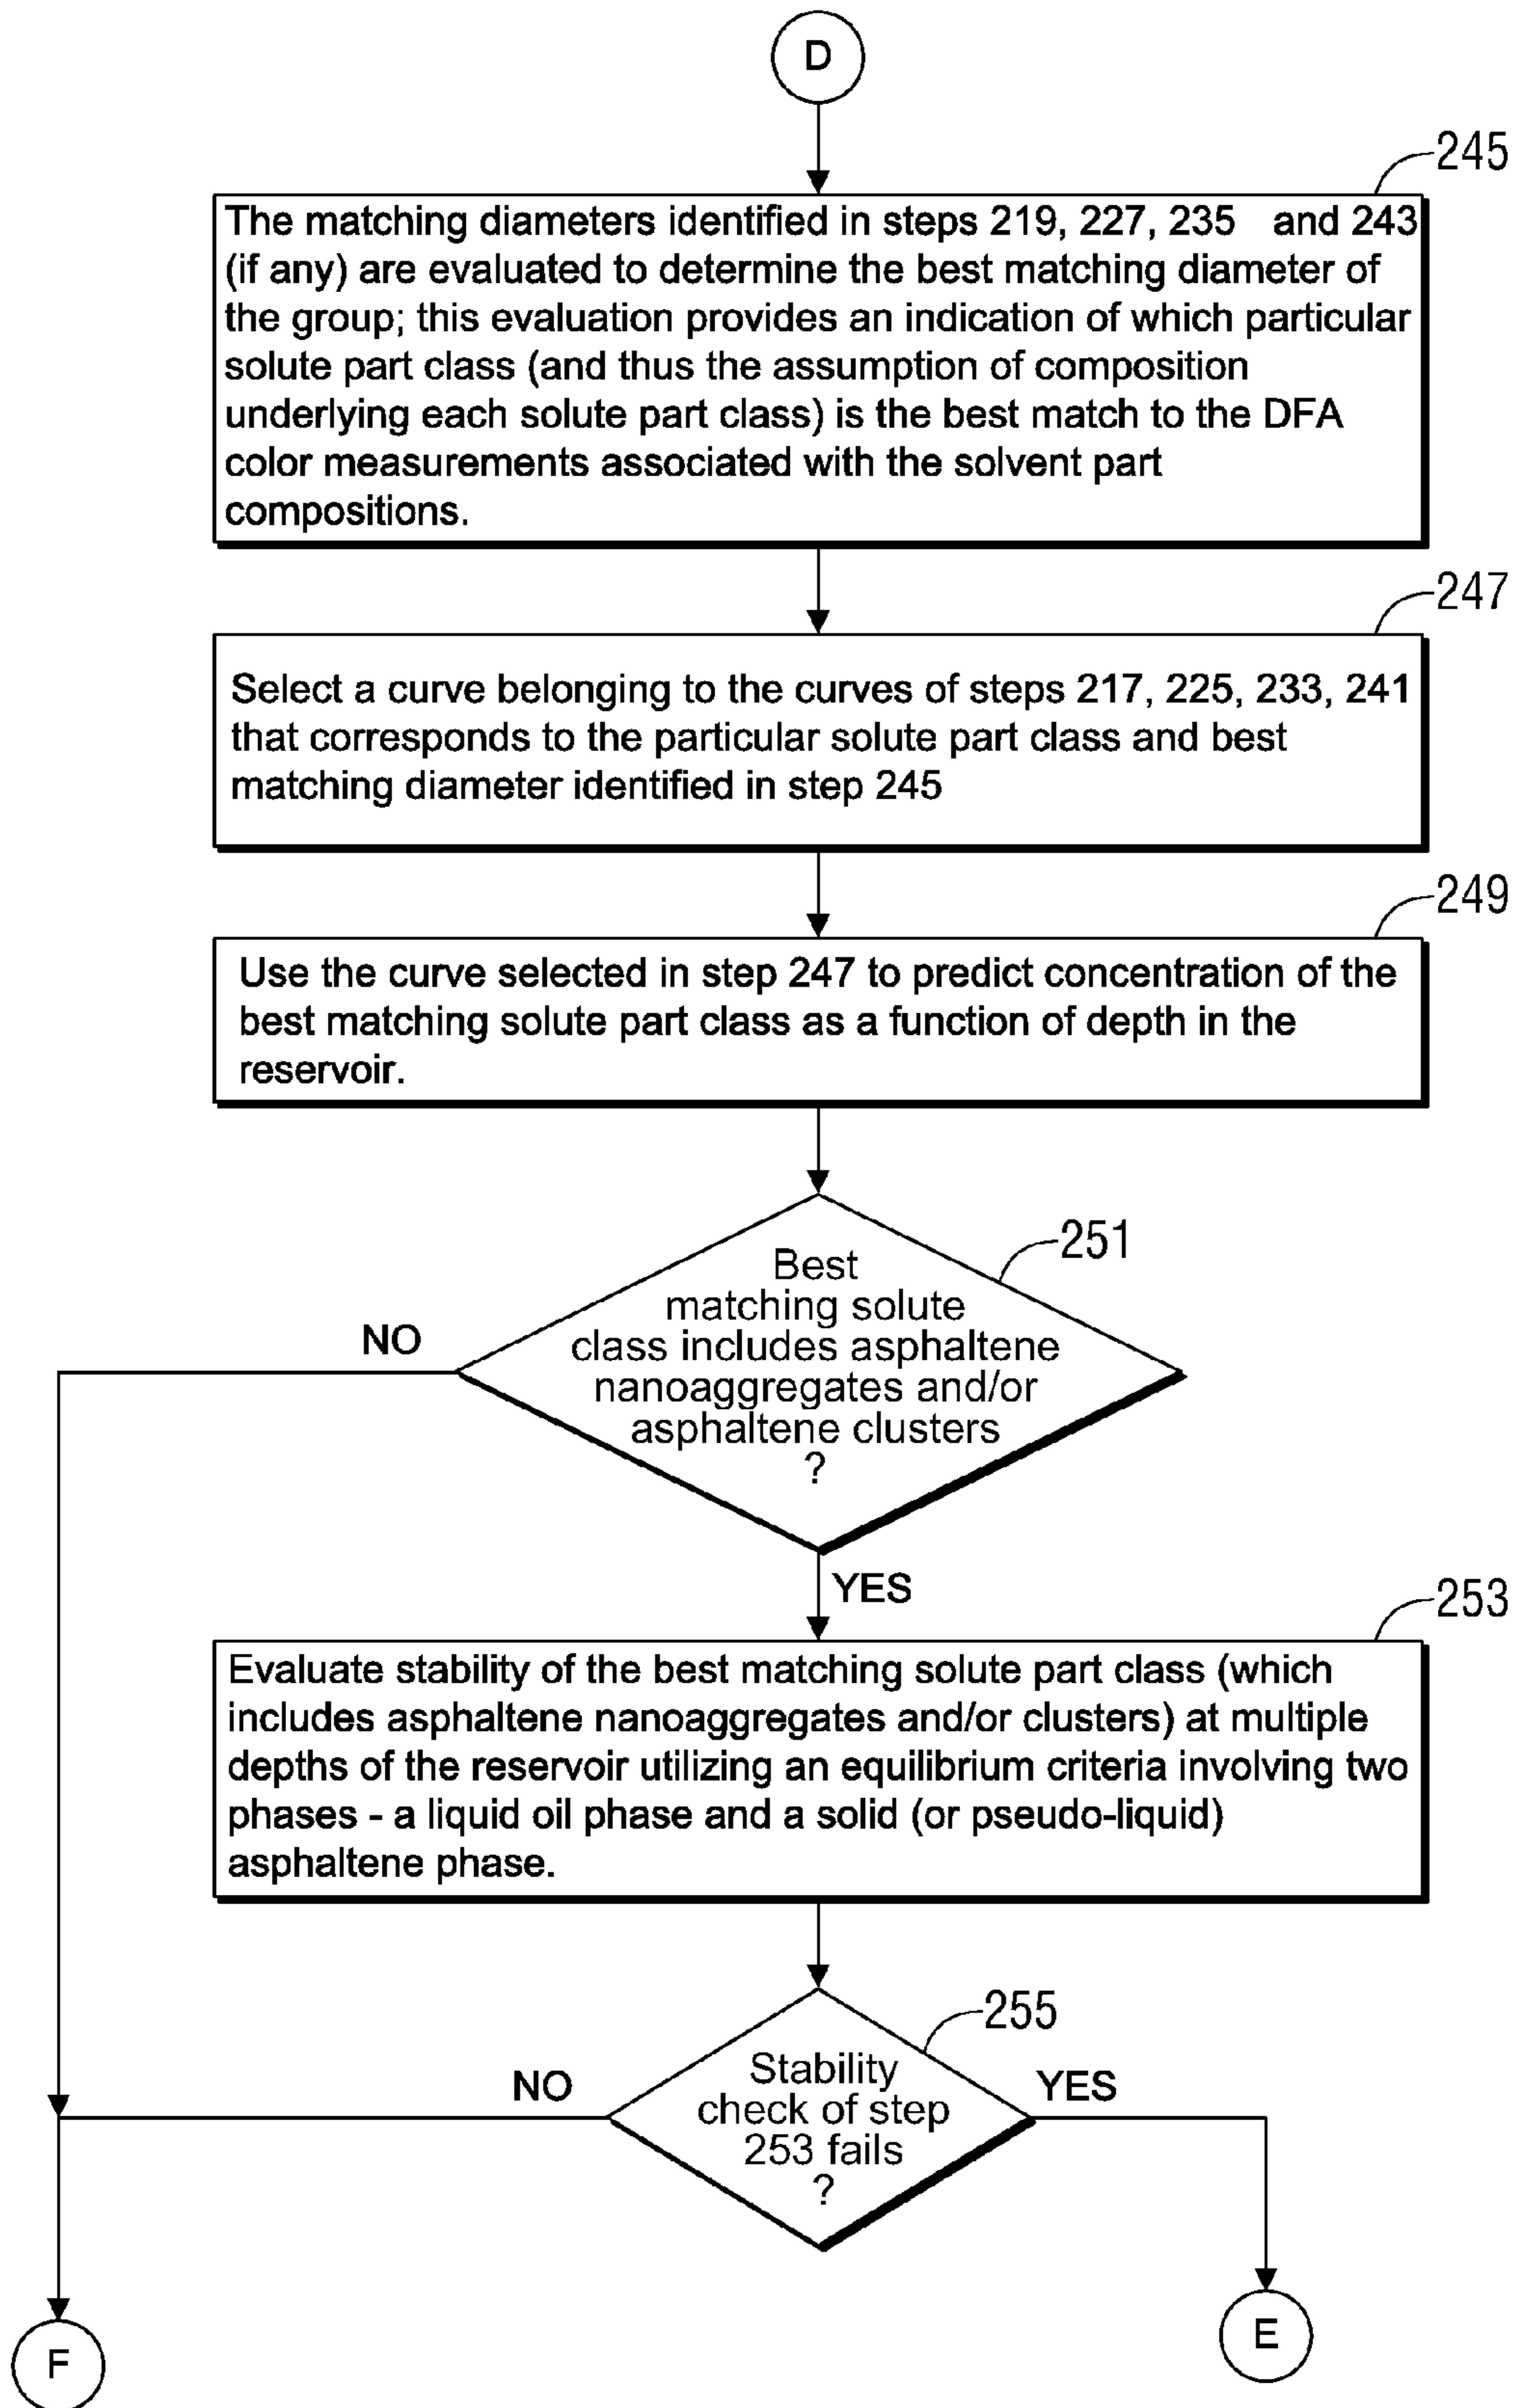 D
245
The matching diameters identified in steps 219, 227, 235 and 243
(if any) are evaluated to determine the best matching diameter of
the group; this evaluation provides an indication of which particular
solute part class (and thus the assumption of composition
underlying each solute part class) is the best match to the DFA
color measurements associated with the solvent part
compositions.
247
Select a curve belonging to the curves of steps 217, 225, 233, 241
that corresponds to the particular solute part class and best
matching diameter identified in step 245
249
Use the curve selected in step 247 to predict concentration of the
best matching solute part class as a function of depth in the
reservoir.
251
Best
matching solute
class includes asphaltene
nanoaggregates and/or
asphaltene clusters
?
NO
YES
253
Evaluate stability of the best matching solute part class (which
includes asphaltene nanoaggregates and/or clusters) at multiple
depths of the reservoir utilizing an equilibrium criteria involving two
phases - a liquid oil phase and a solid (or pseudo-liquid)
asphaltene phase.
255
Stability
check of step
253 fails
?
NO
YES
F
E